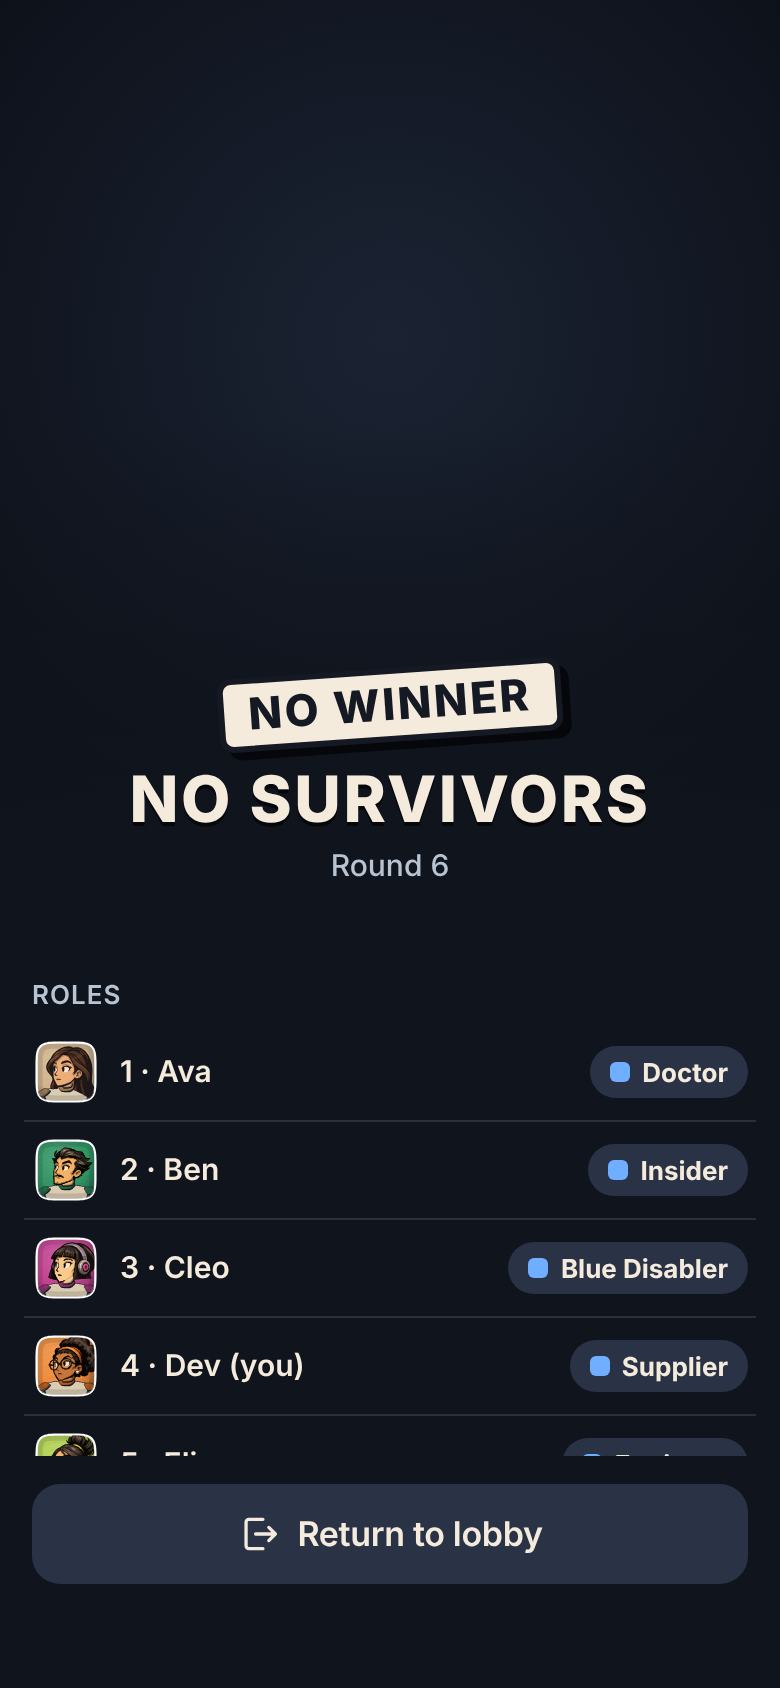 NO WINNER
NO SURVIVORS
Round 6
ROLES
1 · Ava
Doctor
2 · Ben
Insider
3 · Cleo
Blue Disabler
4 · Dev (you)
Supplier
Return to lobby